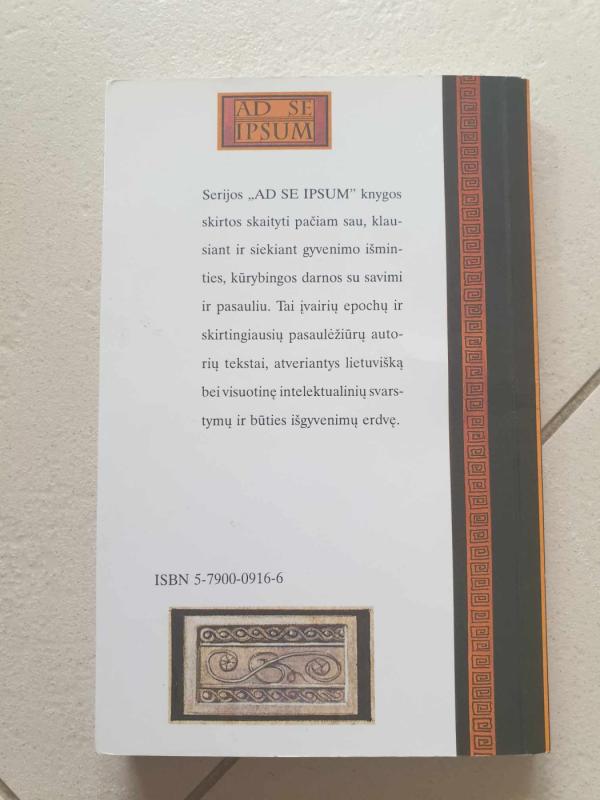 AD SE
IPSUM
Serijos „AD SE IPSUM” knygos
skirtos skaityti pačiam sau, klau-
siant ir siekiant gyvenimo išmin-
ties, kūrybingos darnos su savimi
ir pasauliu. Tai įvairių epochų ir
skirtingiausių pasaulėžiūrų auto-
rių tekstai, atveriantys lietuvišką
bei visuotinę intelektualinių svars-
tymų ir būties išgyvenimų erdvę.
ISBN 5-7900-0916-6